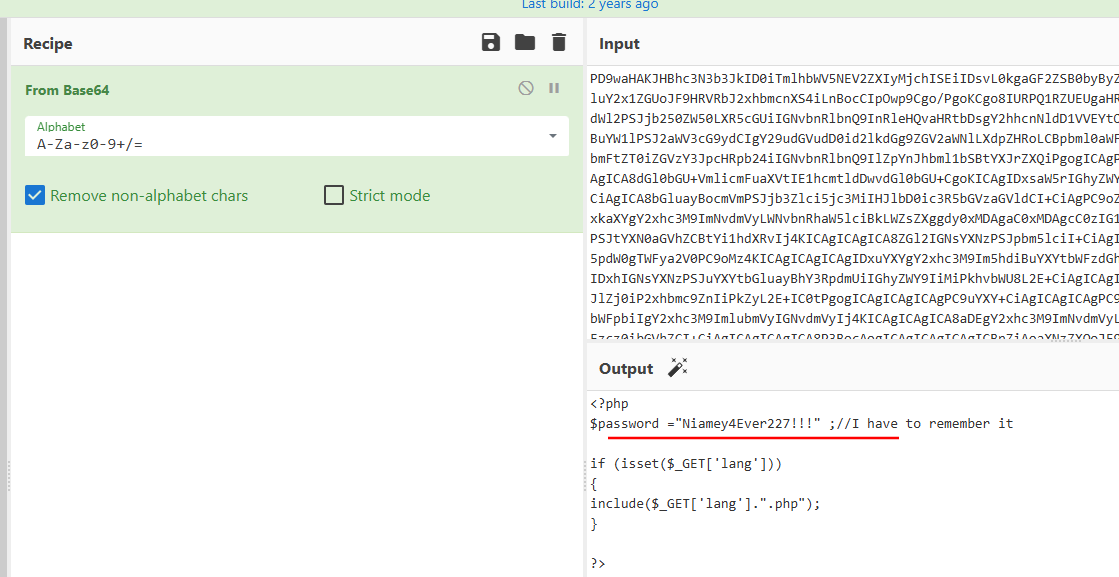 Last build: 2 years ago
Recipe
Input
From Base64
Alphabet
A-Za-z0-9+/=
Remove non-alphabet chars
Strict mode
PD9waHAKJHBhc3N3b3JkID0iTmlhbWV5NEV2ZXIyMjchISEiIDsvL0kgaGF2ZSB0byByZ
luY2x1ZGUoJF9HRVRbJ2xhbmcnXS4iLnBocCIpOwp9Cgo/PgoKCgo8IURPQ1RZUEUgaHR
dWl2PSJjb250ZW50LXR5cGUiIGNvbnRlbnQ9InRleHQvaHRtbDsgY2hhcnNldD1VVEYtO
BuYW1lPSJ2aWV3cG9ydCIgY29udGVudD0id2lkdGg9ZGV2aWNlLXdpZHRoLCBpbml0aWF
bmFtZT0iZGVzY3JpcHRpb24iIGNvbnRlbnQ9IlZpYnJhbml1bSBtYXJrZXQiPgogICAgP
AgICA8dGl0bGU+VmlicmFuaXVtIE1hcmtldDwvdGl0bGU+CgoKICAgIDxsaW5rIGhyZWY
CiAgICA8bGluayBocmVmPSJjb3Zlci5jc3MiIHJlbD0ic3R5bGVzaGVldCI+CiAgPC9oZ
xkaXYgY2xhc3M9ImNvdmVyLWNvbnRhaW5lciBkLWZsZXggdy0xMDAgaC0xMDAgcC0zIG1
PSJtYXN0aGVhZCBtYi1hdXRvIj4KICAgICAgICA8ZGl2IGNsYXNzPSJpbm5lciI+CiAgI
5pdW0gTWFya2V0PC9oMz4KICAgICAgICAgIDxuYXYgY2xhc3M9Im5hdiBuYXYtbWFzdGh
IDxhIGNsYXNzPSJuYXYtbGluayBhY3RpdmUiIGhyZWY9IiMiPkhvbWU8L2E+CiAgICAgI
JlZj0iP2xhbmc9ZnIiPkZyL2E+IC0tPgogICAgICAgICAgPC9uYXY+CiAgICAgICAgPC9
bWFpbiIgY2xhc3M9ImlubmVyIGNvdmVyIj4KICAgICAgICA8aDEgY2xhc3M9ImNvdmVyL
Output
<?php
$password ="Niamey4Ever227!!!" ;//I have to remember it
if (isset($_GET['lang']))
{
include($_GET['lang'].".php");
}
?>